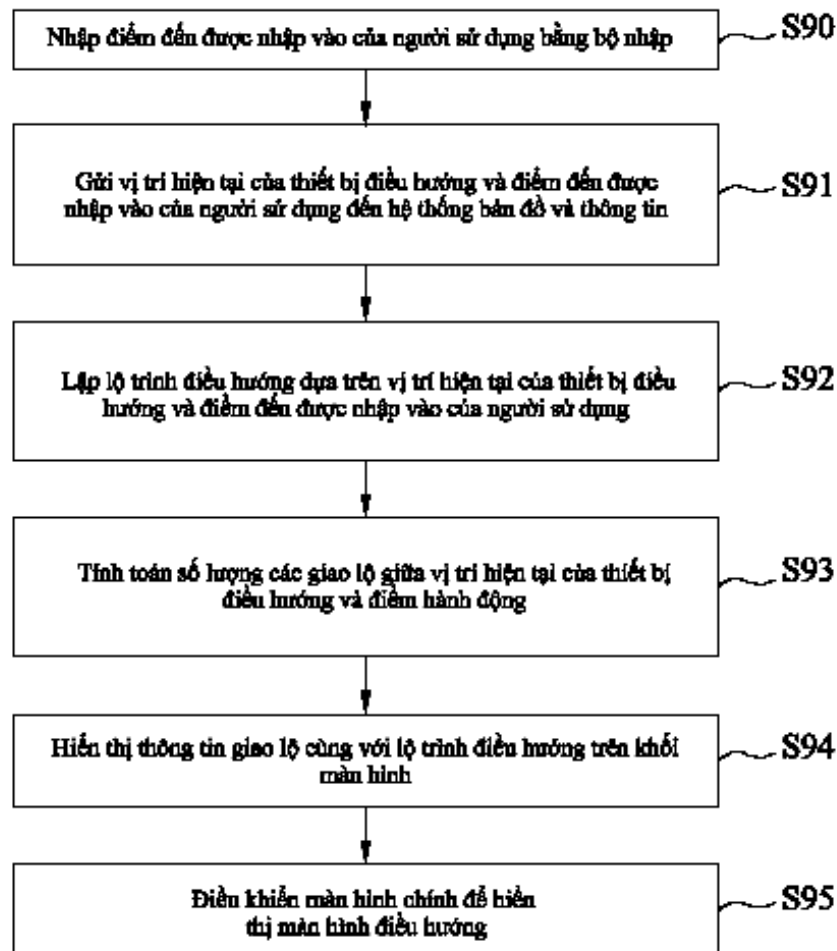 Nhập điểm đến được nhập vào của người sử dụng bằng bộ nhập
S90
Gửi vị trí hiện tại của thiết bị điều hướng và điểm đến được
nhập vào của người sử dụng đến hệ thống bản đồ và thông tin
S91
Lập lộ trình điều hướng dựa trên vị trí hiện tại của thiết bị điều
hướng và điểm đến được nhập vào của người sử dụng
S92
Tính toán số lượng các giao lộ giữa vị trí hiện tại của thiết bị
điều hướng và điểm hành động
S93
Hiển thị thông tin giao lộ cùng với lộ trình điều hướng trên khối
màn hình
S94
Điều khiển màn hình chính để hiển
thị màn hình điều hướng
S95